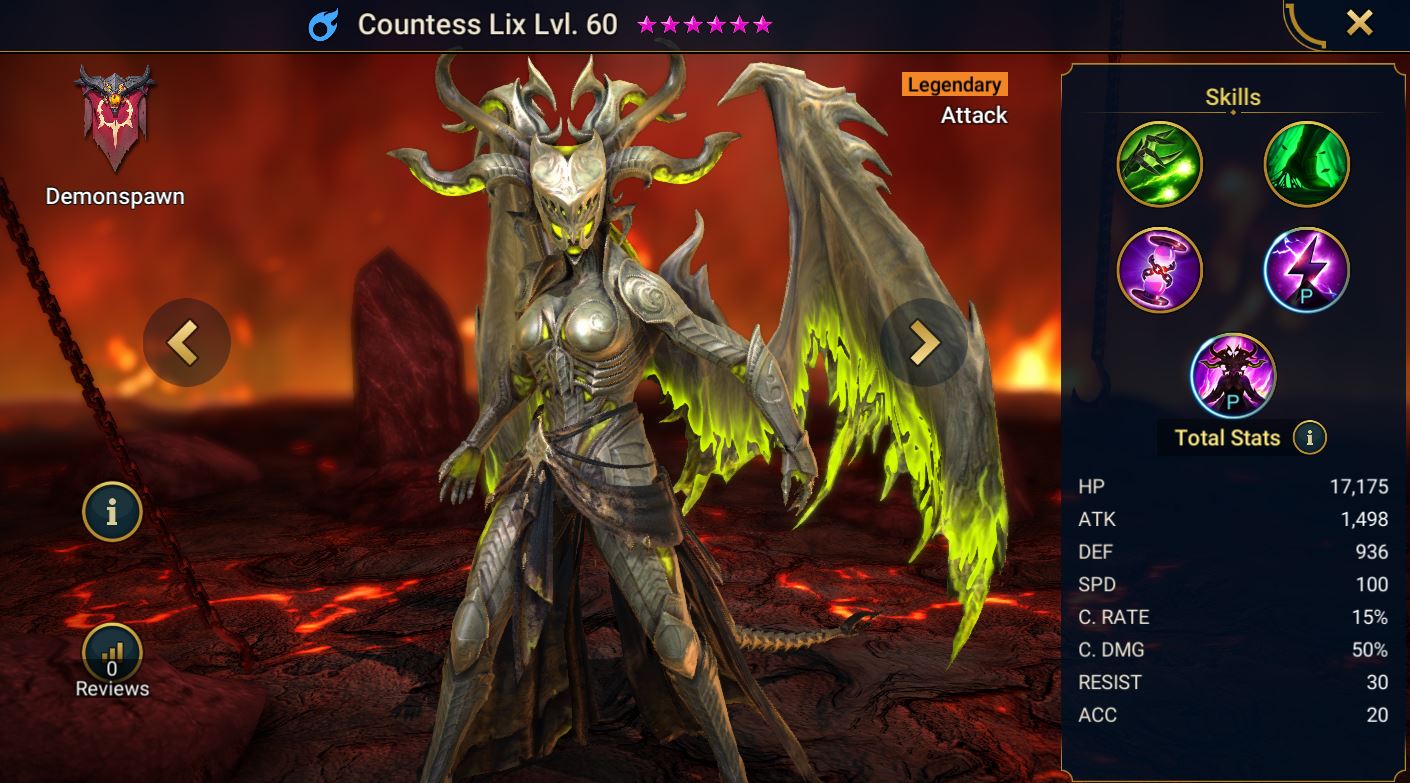 Countess Lix Lvl. 60
Demonspawn
Legendary
Attack
0
Reviews
Skills
P
P
Total Stats
HP 17,175
ATK 1,498
DEF 936
SPD 100
C. RATE 15%
C. DMG 50%
RESIST 30
ACC 20